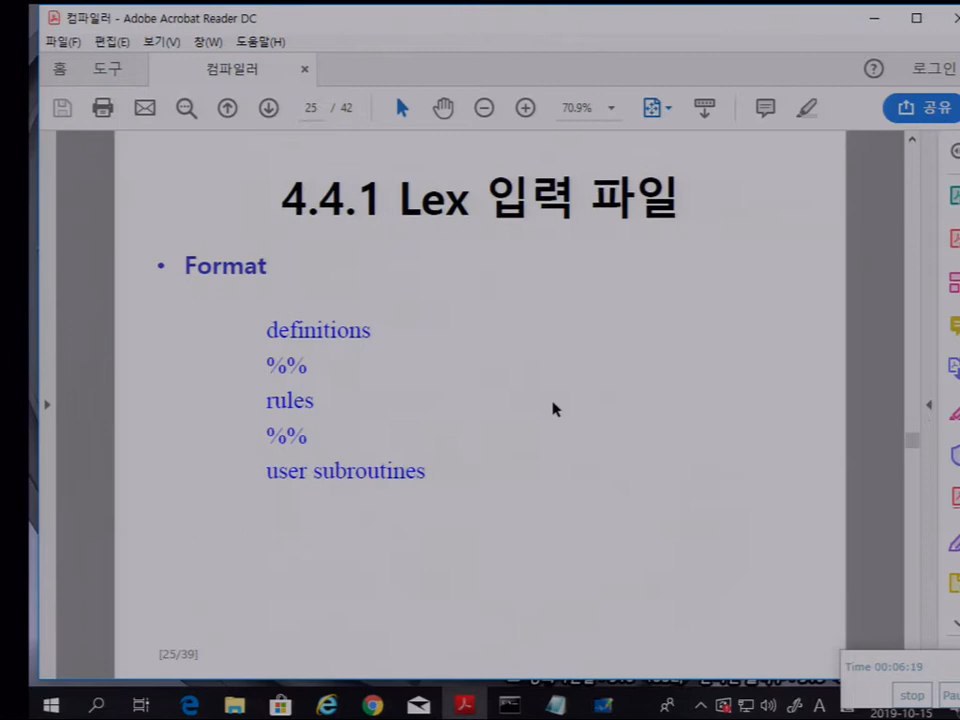 컴파일러 - Adobe Acrobat Reader DC
파일(F) 편집(E) 보기(V) 창(W) 도움말(H)
홈 도구 컴파일러 × ? 로그인
25 / 42 70.9% 공유
4.4.1 Lex 입력 파일
• Format
definitions
%%
rules
%%
user subroutines
[25/39]
Time 00:06:19
stop
A
2019-10-15